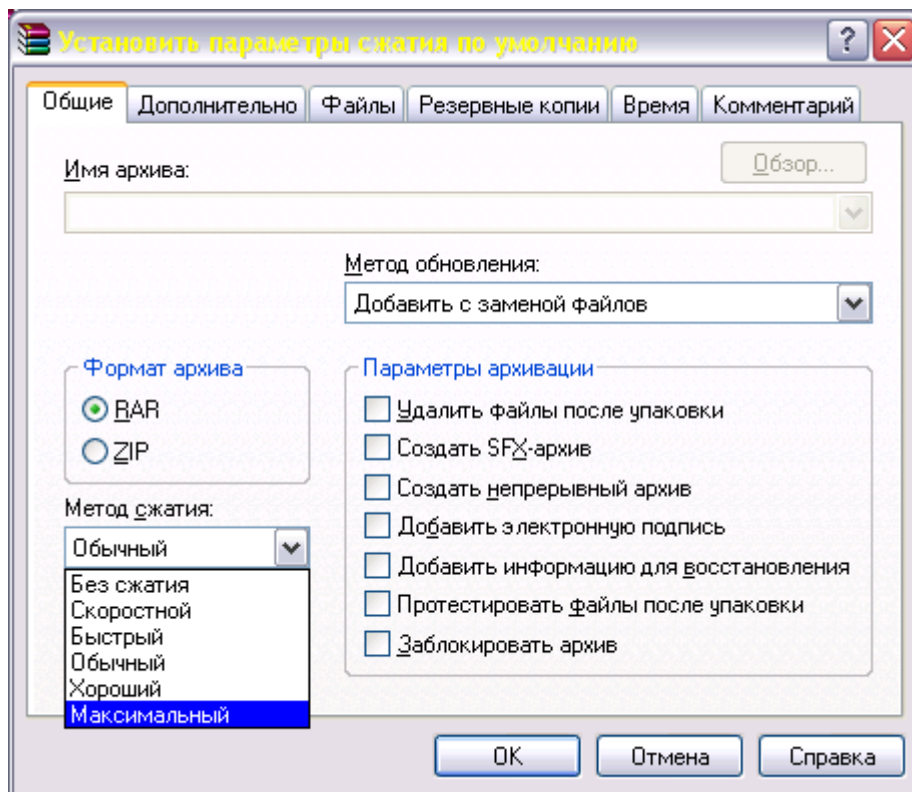 Установить параметры сжатия по умолчанию
Общие Дополнительно Файлы Резервные копии Время Комментарий
Имя архива:
Обзор...
Метод обновления:
Добавить с заменой файлов
Формат архива
RAR
ZIP
Метод сжатия:
Обычный
Без сжатия
Скоростной
Быстрый
Обычный
Хороший
Максимальный
Параметры архивации
Удалить файлы после упаковки
Создать SFX-архив
Создать непрерывный архив
Добавить электронную подпись
Добавить информацию для восстановления
Протестировать файлы после упаковки
Заблокировать архив
OK Отмена Справка